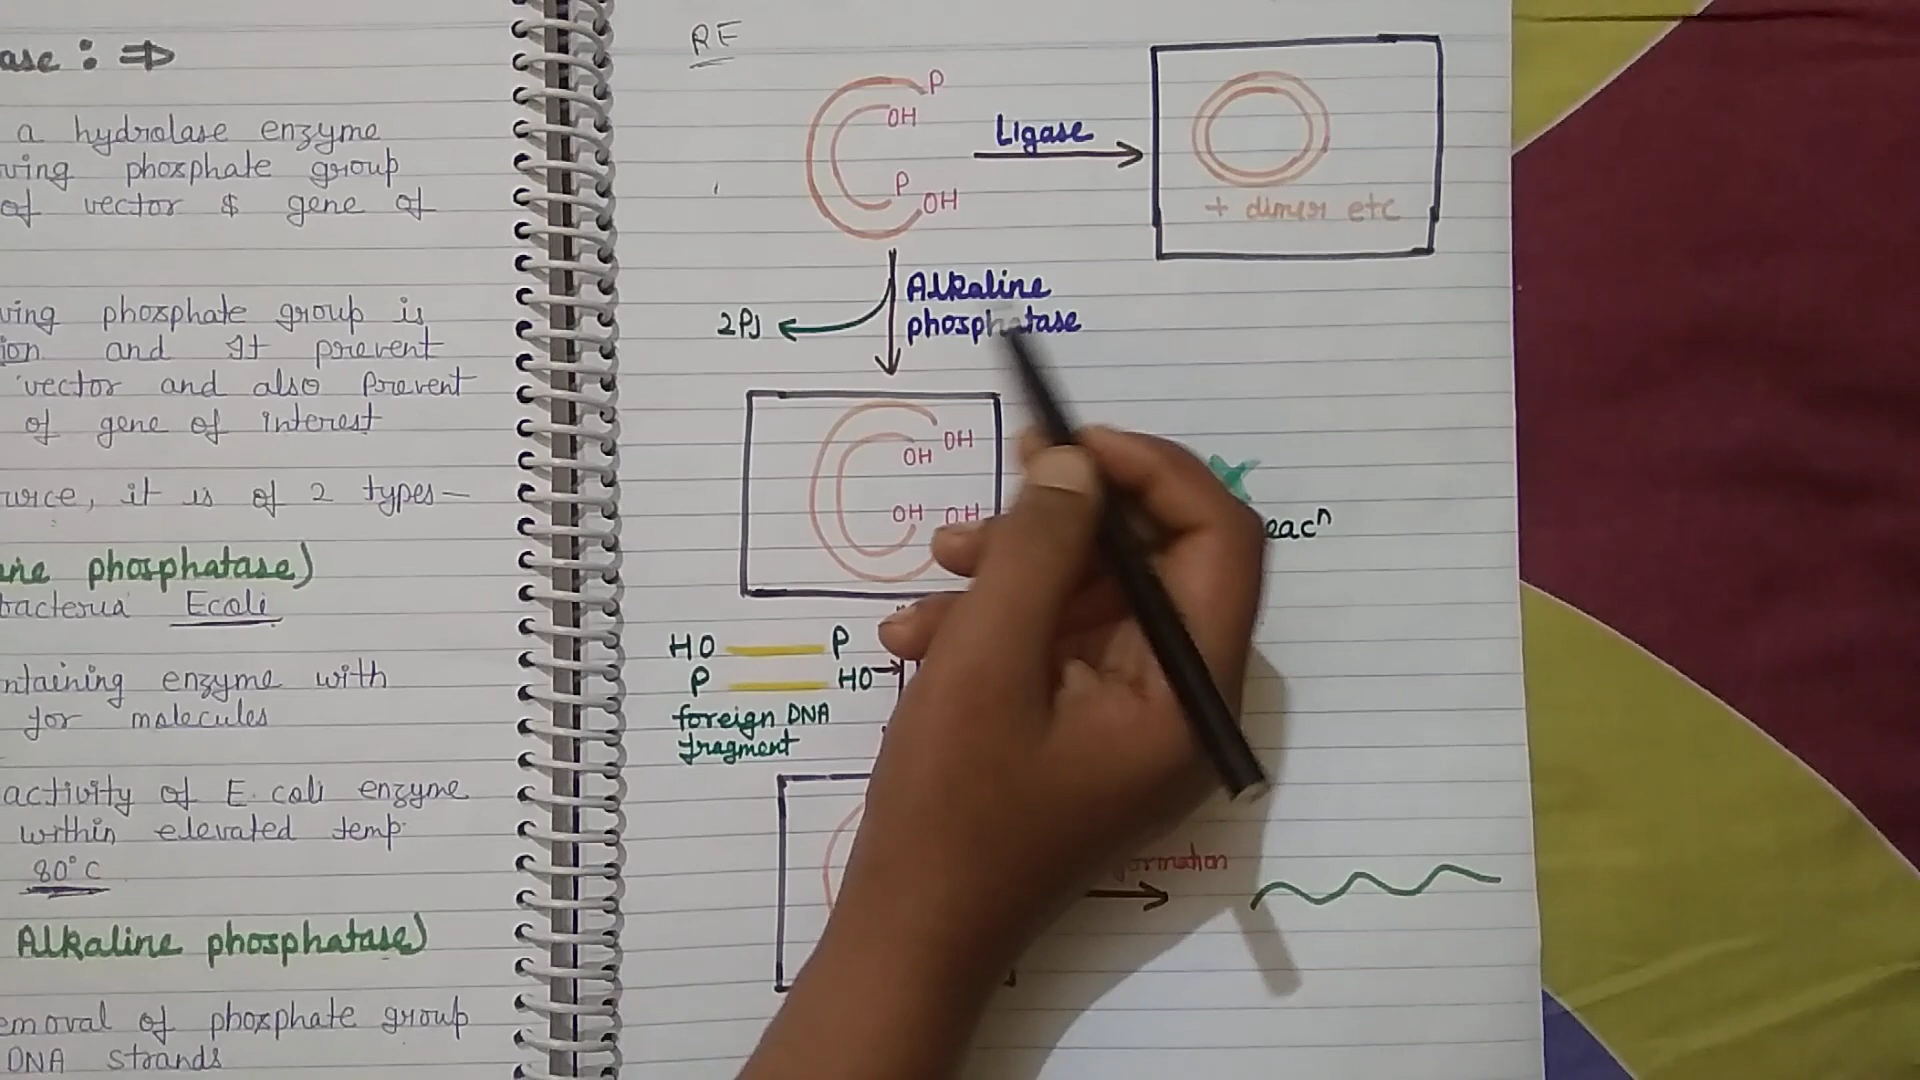 ase : ⇒
a hydrolase enzyme
ving phosphate group
of vector $ gene of
ving phosphate group is
ion and It prevent
vector and also Prevent
of gene of interest
urce, it is of 2 types—
ine phosphatase)
bacteria Ecoli
ntaining enzyme with
for molecules
activity of E. coli enzyme
within elevated temp.
80°C
Alkaline phosphatase)
emoval of phosphate group
DNA strands
RE
P
OH
P
OH
Ligase
+ dimer etc
Alkaline
phosphatase
2Pi
OH
OH
OH OH
eacⁿ
HO P
P HO
foreign DNA
fragment
formation